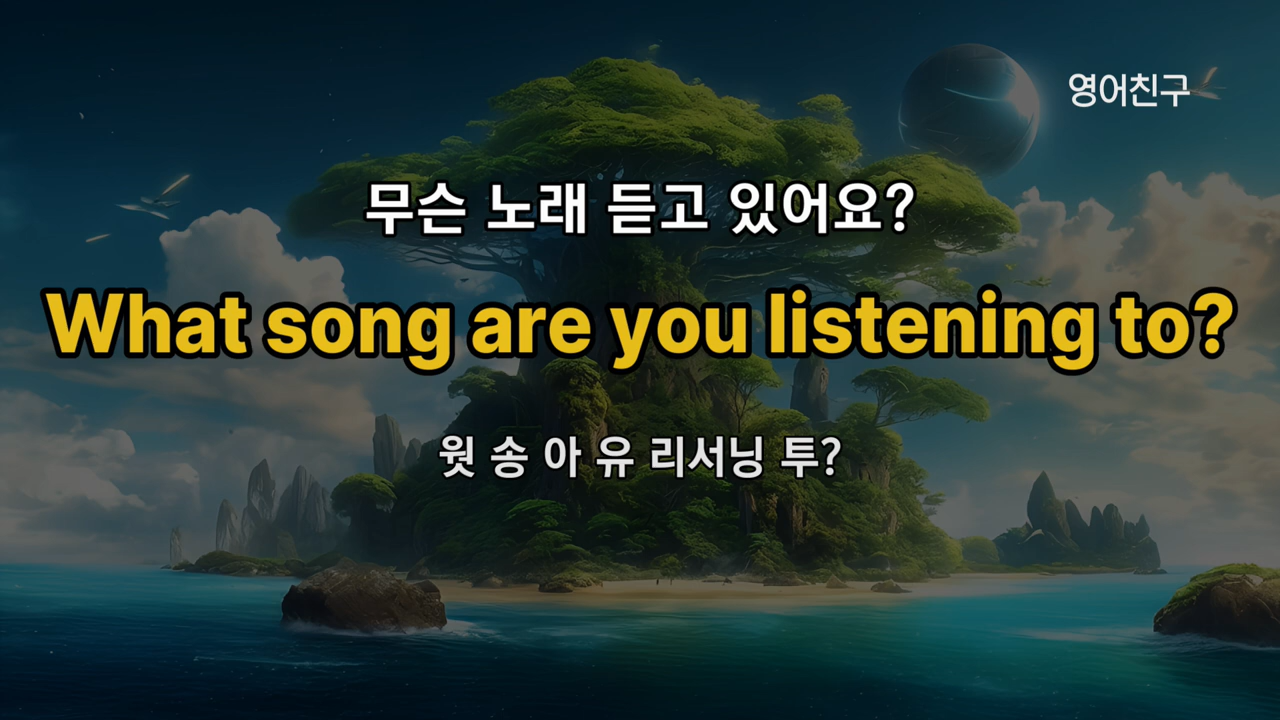 영어친구
무슨 노래 듣고 있어요?
What song are you listening to?
웟 송 아 유 리서닝 투?